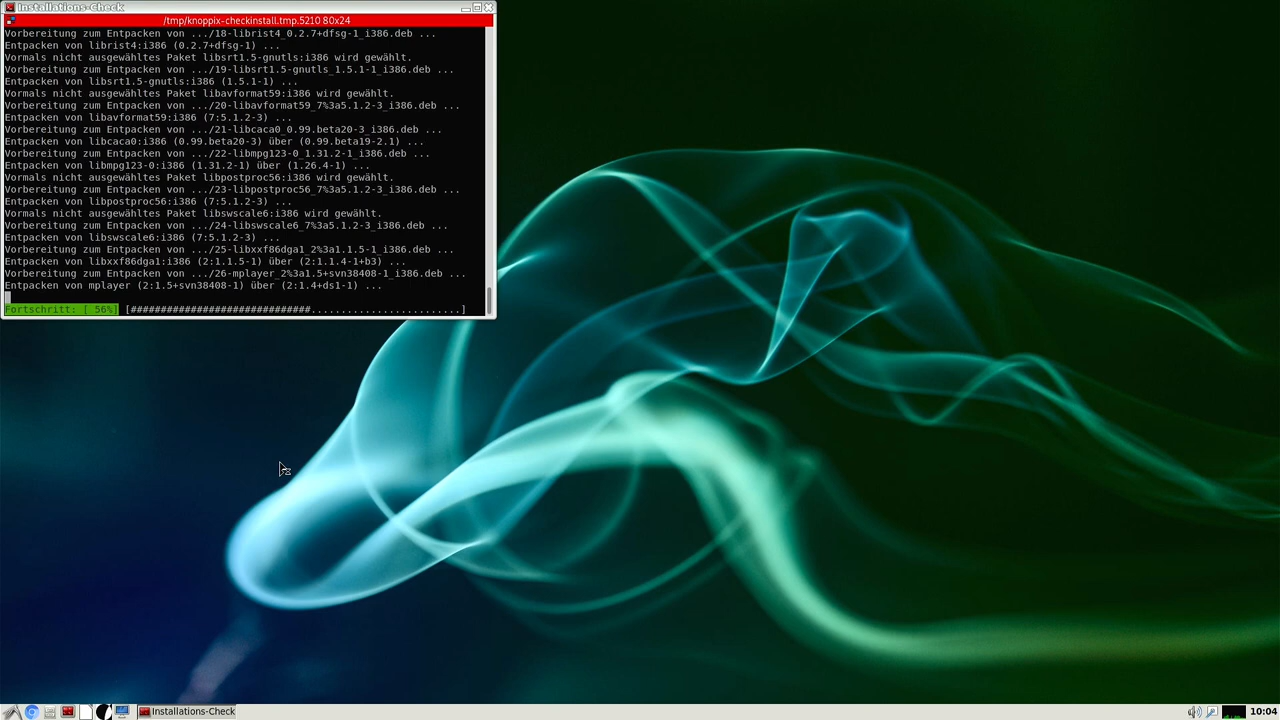 Installations-Check
/tmp/knoppix-checkinstall.tmp.5210 80x24
Vorbereitung zum Entpacken von .../18-librist4_0.2.7+dfsg-1_i386.deb ...
Entpacken von librist4:i386 (0.2.7+dfsg-1) ...
Vormals nicht ausgewähltes Paket libsrt1.5-gnutls:i386 wird gewählt.
Vorbereitung zum Entpacken von .../19-libsrt1.5-gnutls_1.5.1-1_i386.deb ...
Entpacken von libsrt1.5-gnutls:i386 (1.5.1-1) ...
Vormals nicht ausgewähltes Paket libavformat59:i386 wird gewählt.
Vorbereitung zum Entpacken von .../20-libavformat59_7%3a5.1.2-3_i386.deb ...
Entpacken von libavformat59:i386 (7:5.1.2-3) ...
Vorbereitung zum Entpacken von .../21-libcaca0_0.99.beta20-3_i386.deb ...
Entpacken von libcaca0:i386 (0.99.beta20-3) über (0.99.beta19-2.1) ...
Vorbereitung zum Entpacken von .../22-libmpg123-0_1.31.2-1_i386.deb ...
Entpacken von libmpg123-0:i386 (1.31.2-1) über (1.26.4-1) ...
Vormals nicht ausgewähltes Paket libpostproc56:i386 wird gewählt.
Vorbereitung zum Entpacken von .../23-libpostproc56_7%3a5.1.2-3_i386.deb ...
Entpacken von libpostproc56:i386 (7:5.1.2-3) ...
Vormals nicht ausgewähltes Paket libswscale6:i386 wird gewählt.
Vorbereitung zum Entpacken von .../24-libswscale6_7%3a5.1.2-3_i386.deb ...
Entpacken von libswscale6:i386 (7:5.1.2-3) ...
Vorbereitung zum Entpacken von .../25-libxxf86dga1_2%3a1.1.5-1_i386.deb ...
Entpacken von libxxf86dga1:i386 (2:1.1.5-1) über (2:1.1.4-1+b3) ...
Vorbereitung zum Entpacken von .../26-mplayer_2%3a1.5+svn38408-1_i386.deb ...
Entpacken von mplayer (2:1.5+svn38408-1) über (2:1.4+ds1-1) ...
Fortschritt: [ 56%] [##############################.........................]
Installations-Check
10:04